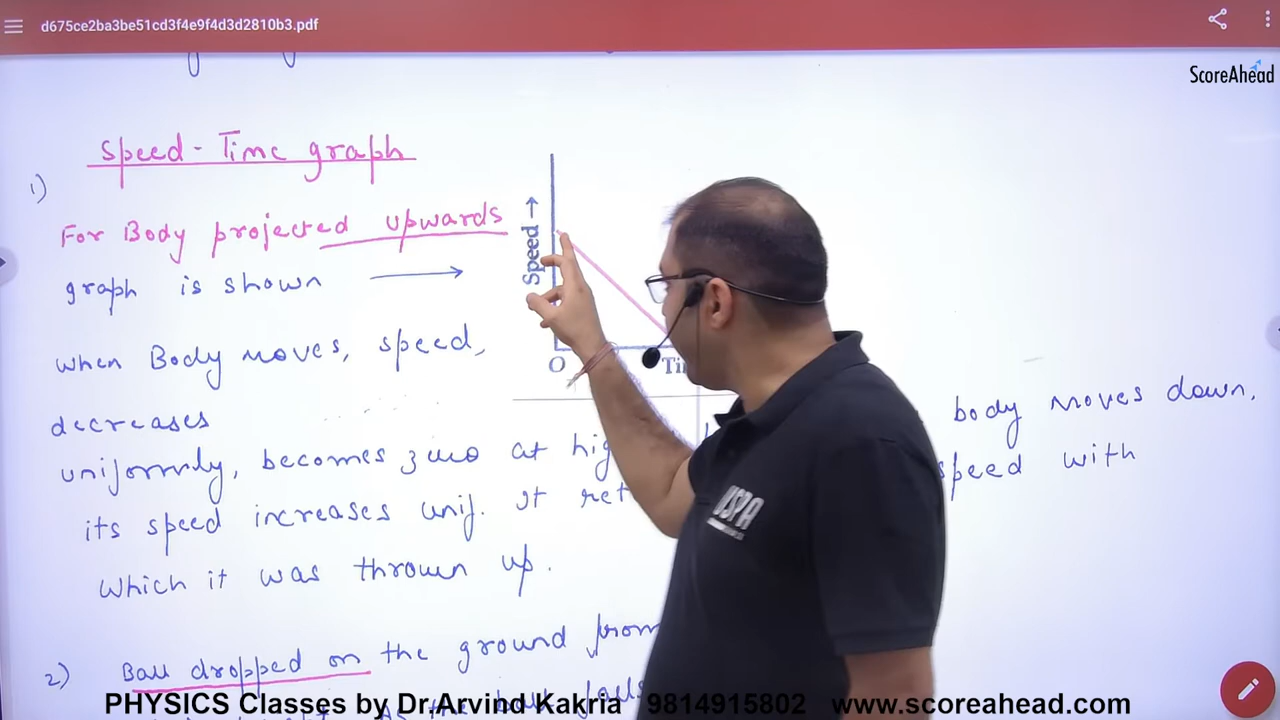 d675ce2ba3be51cd3f4e9f4d3d2810b3.pdf
ScoreAhead
Speed - Time graph
1)
For Body projected upwards
graph is shown
Speed →
when Body moves, speed,
O
decreases
body moves down,
uniformly, becomes zero at
its speed increases unif. It
speed with
which it was thrown up.
2) Ball dropped on the ground from
PHYSICS Classes by Dr,Arvind Kakria 9814915802 www.scoreahead.com